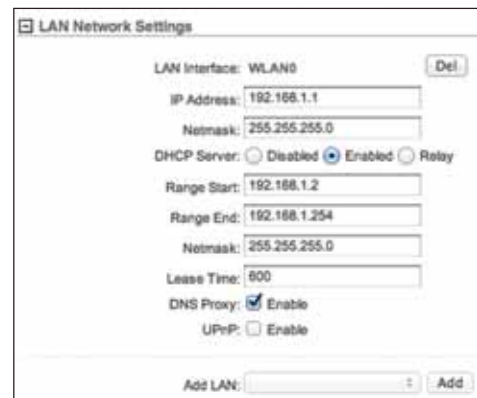 LAN Network Settings
LAN Interface: WLAN0 Del
IP Address: 192.168.1.1
Netmask: 255.255.255.0
DHCP Server: Disabled Enabled Relay
Range Start: 192.168.1.2
Range End: 192.168.1.254
Netmask: 255.255.255.0
Lease Time: 600
DNS Proxy: Enable
UPnP: Enable
Add LAN: Add